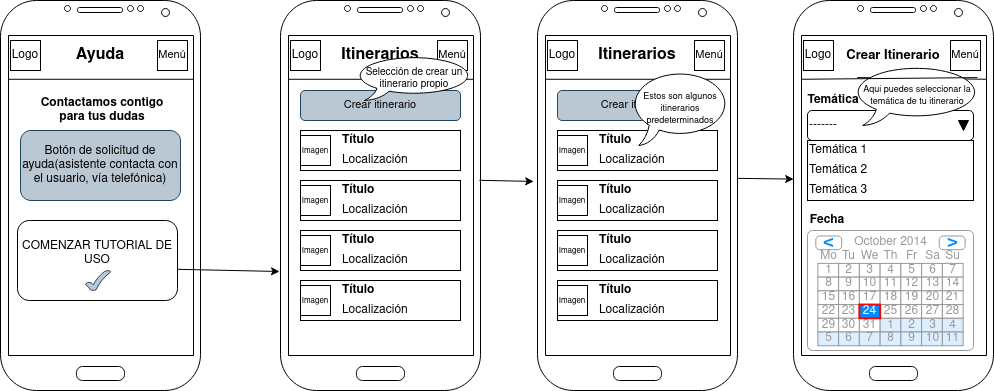 Logo
Ayuda
Menú
Contactamos contigo
para tus dudas
Botón de solicitud de
ayuda(asistente contacta con
el usuario, vía telefónica)
COMENZAR TUTORIAL DE
USO
Logo
Itinerarios
Menú
Selección de crear un
itinerario propio
Crear itinerario
Imagen
Título
Localización
Imagen
Título
Localización
Imagen
Título
Localización
Imagen
Título
Localización
Logo
Itinerarios
Menú
Crear it
Estos son algunos
itinerarios
predeterminados
Imagen
Título
Localización
Imagen
Título
Localización
Imagen
Título
Localización
Imagen
Título
Localización
Logo
Crear Itinerario
Menú
Aqui puedes seleccionar la
temática de tu itinerario
Temática
-------
Temática 1
Temática 2
Temática 3
Fecha
< October 2014 >
Mo Tu We Th Fr Sa Su
1 2 3 4 5 6 7
8 9 10 11 12 13 14
15 16 17 18 19 20 21
22 23 24 25 26 27 28
29 30 31 1 2 3 4
5 6 7 8 9 10 11